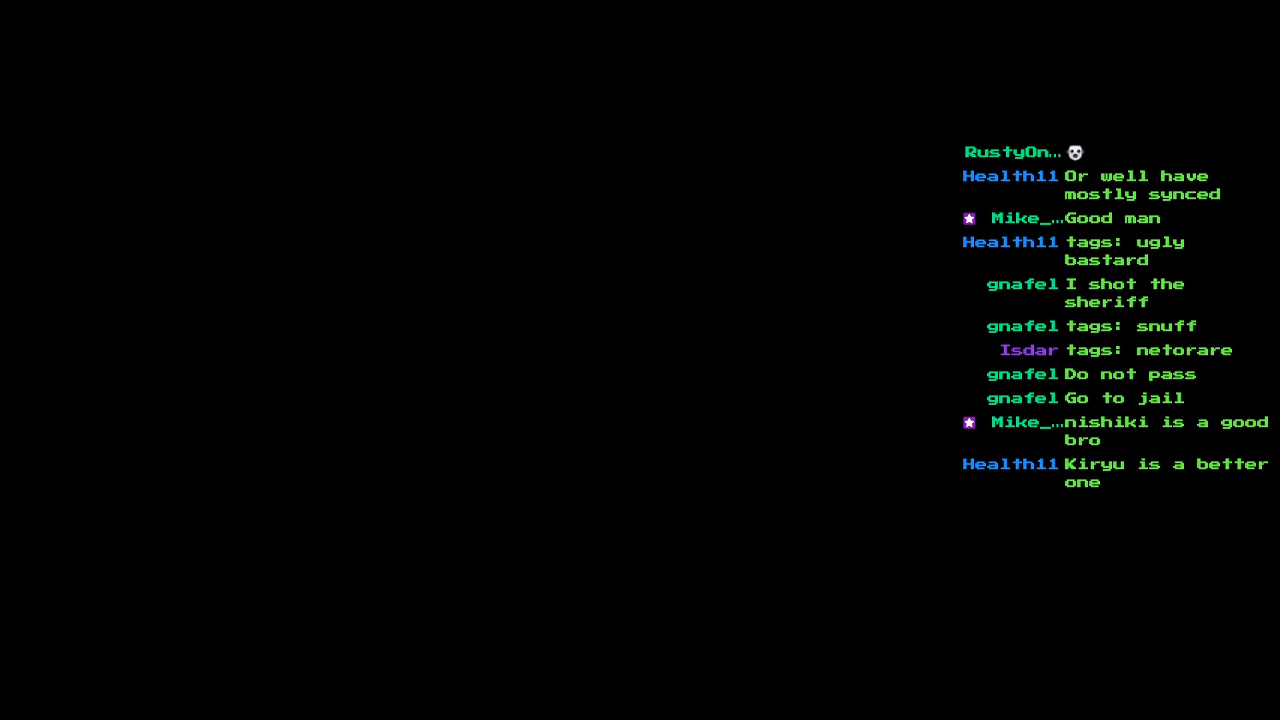 RustyOn…
Health11 Or well have
mostly synced
Mike_… Good man
Health11 tags: ugly
bastard
gnafel I shot the
sheriff
gnafel tags: snuff
Isdar tags: netorare
gnafel Do not pass
gnafel Go to jail
Mike_… nishiki is a good
bro
Health11 Kiryu is a better
one